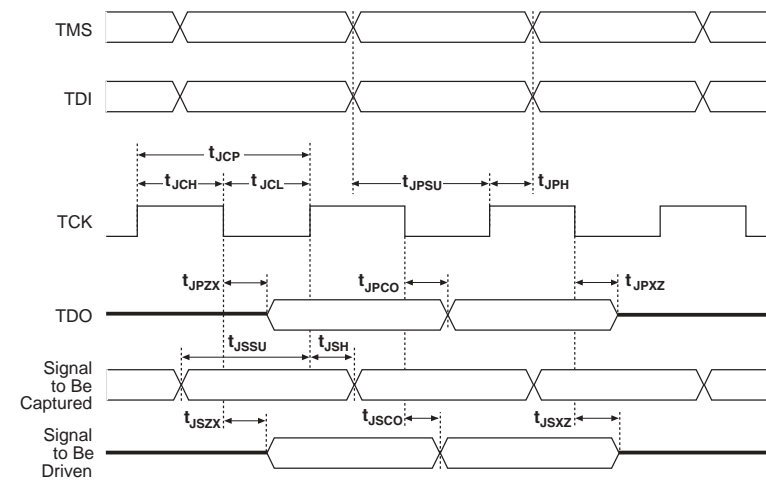 TMS
TDI
tJCP
tJCH
tJCL
tJPSU
tJPH
TCK
tJPZX
tJPCO
tJPXZ
TDO
tJSSU
tJSH
Signal
to Be
Captured
tJSZX
tJSCO
tJSXZ
Signal
to Be
Driven